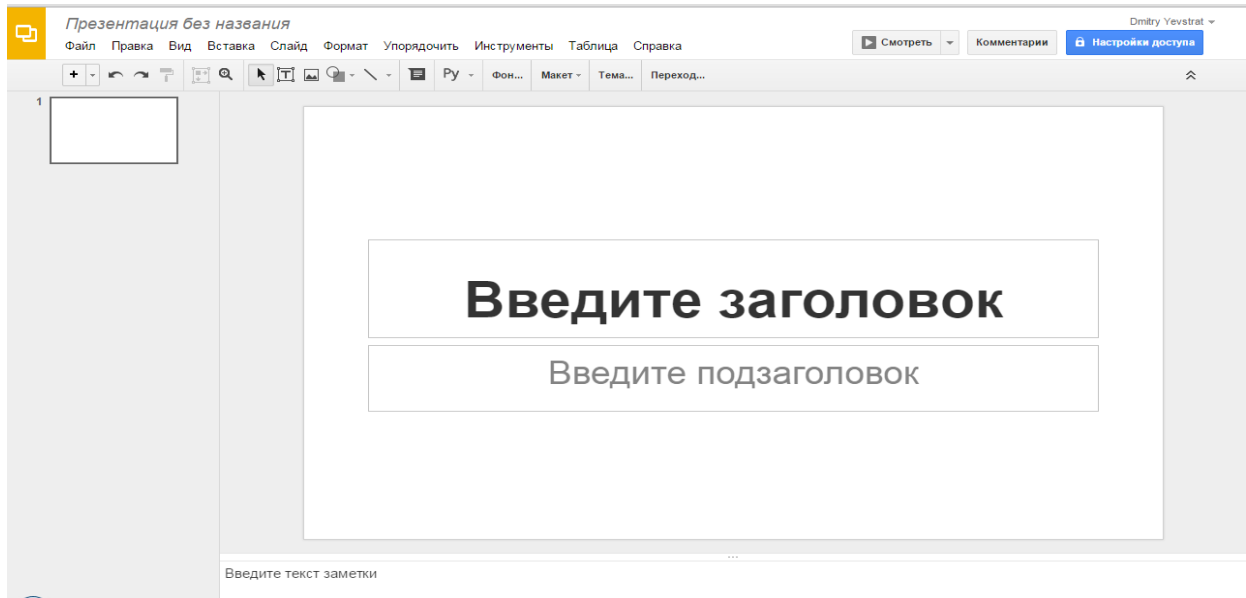 Презентация без названия
Dmitry Yevstrat
Файл Правка Вид Вставка Слайд Формат Упорядочить Инструменты Таблица Справка
Смотреть Комментарии Настройки доступа
Ру Фон... Макет Тема... Переход...
1
Введите заголовок
Введите подзаголовок
Введите текст заметки